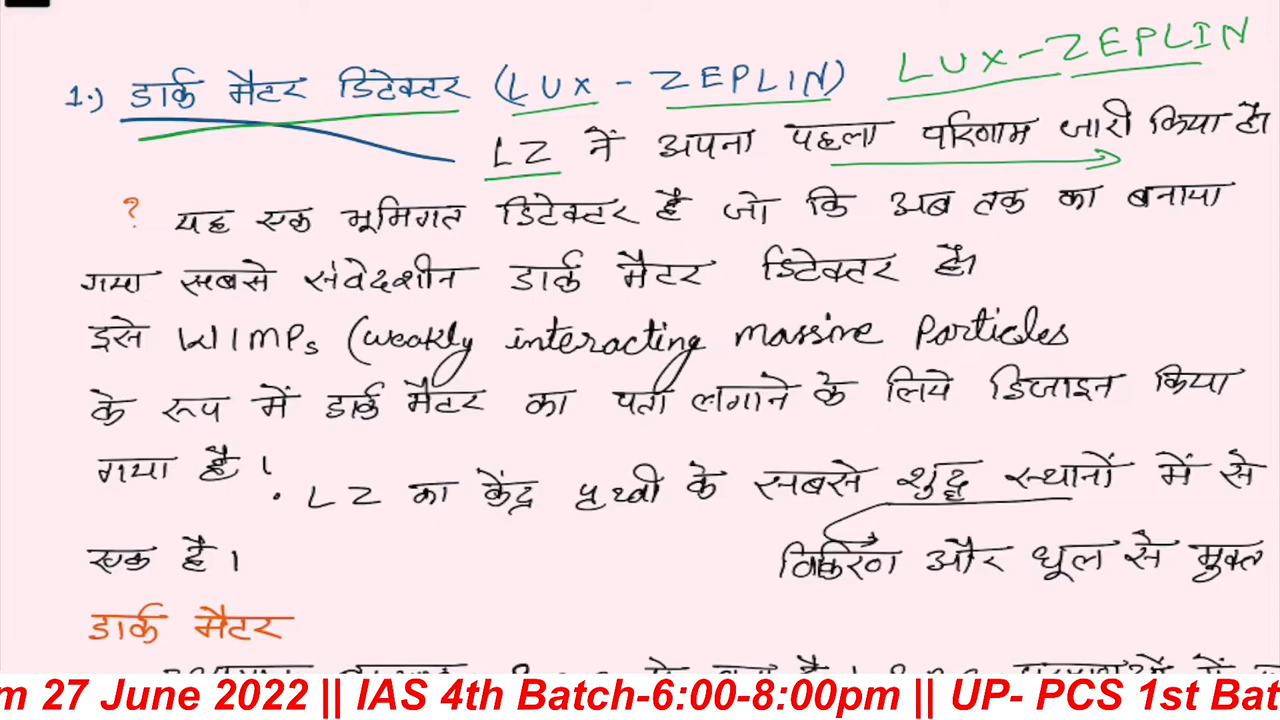 1.) डार्क मैटर डिटेक्टर (LUX - ZEPLIN) LUX-ZEPLIN
LZ ने अपना पहला परिणाम जारी किया है।
? यह एक भूमिगत डिटेक्टर है जो कि अब तक का बनाया
गया सबसे संवेदशील डार्क मैटर डिटेक्टर है।
इसे WIMPs (weakly interacting massive Particles
के रूप में डार्क मैटर का पता लगाने के लिये डिजाइन किया
गया है।
. LZ का केंद्र पृथ्वी के सबसे शुद्ध स्थानों में से
एक है। विकिरण और धूल से मुक्त
डार्क मैटर
m 27 June 2022 || IAS 4th Batch-6:00-8:00pm || UP- PCS 1st Bat